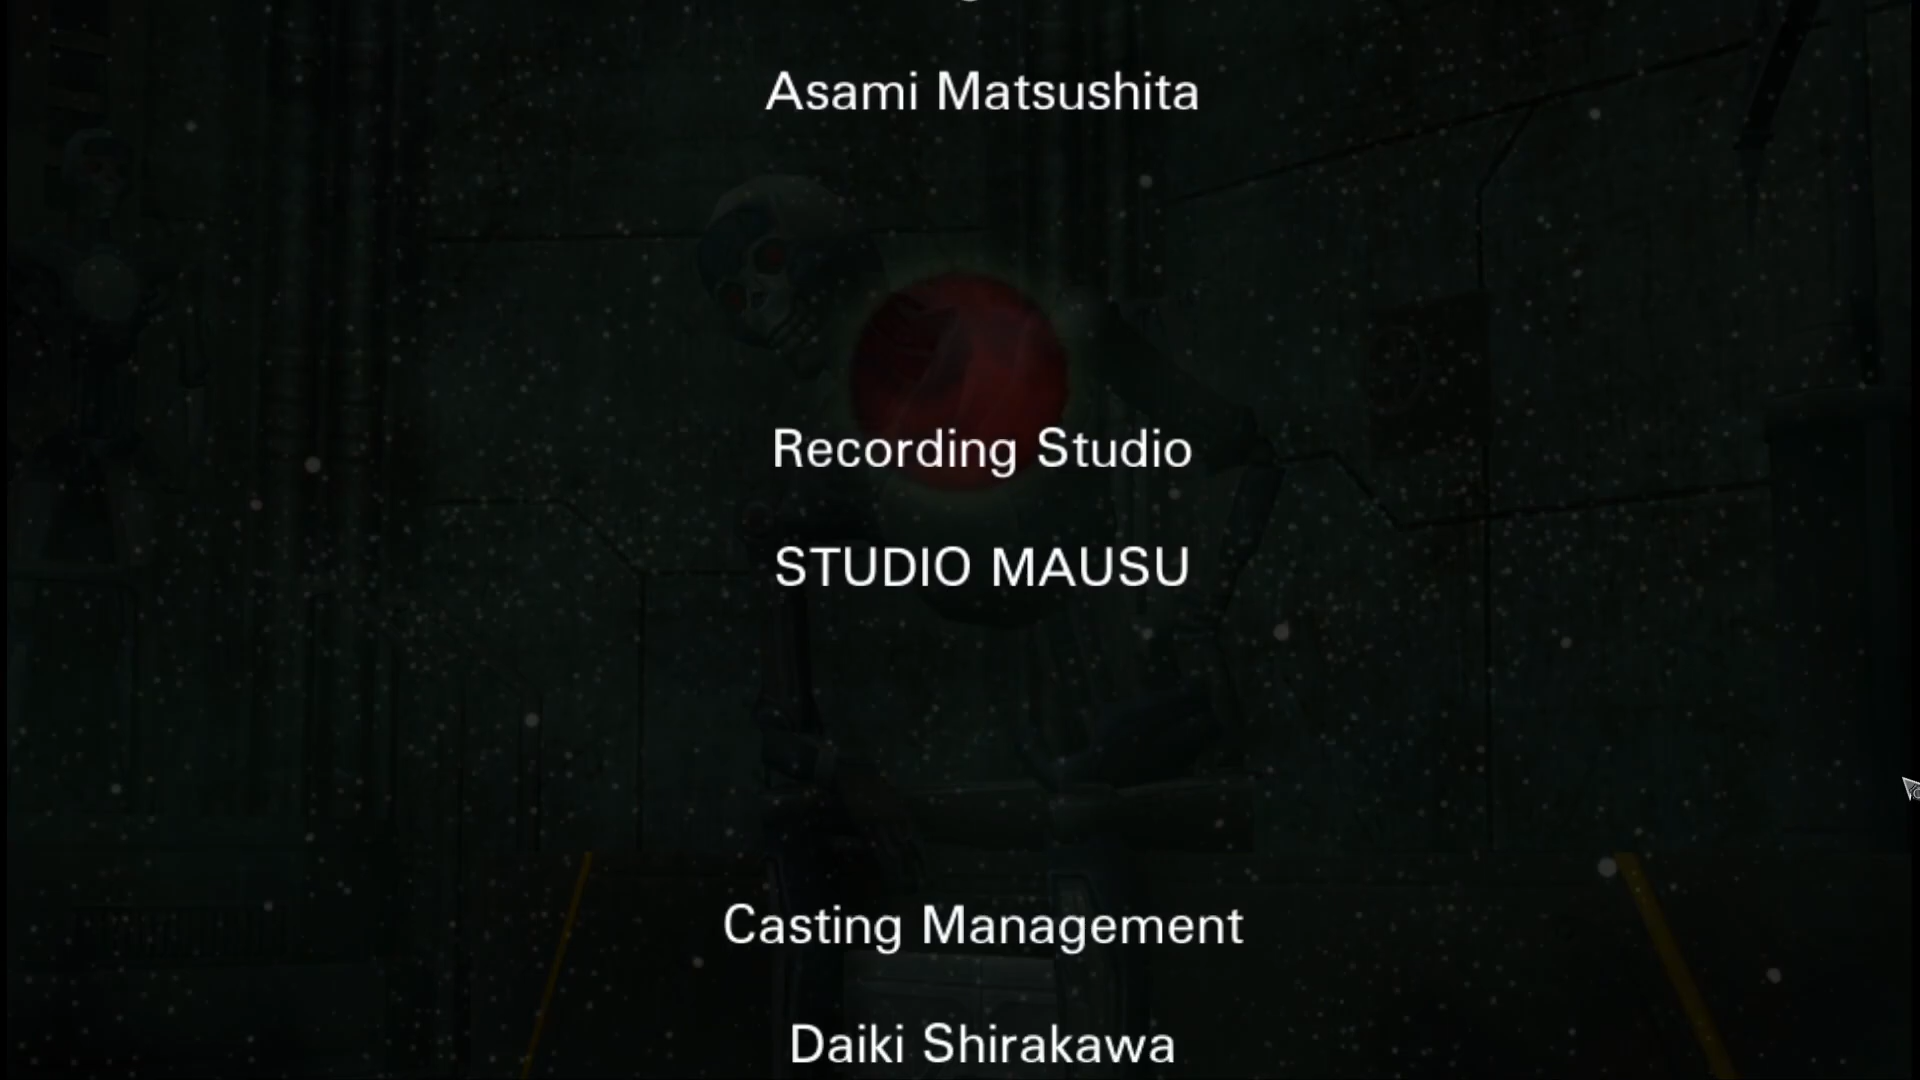 Asami Matsushita
Recording Studio
STUDIO MAUSU
Casting Management
Daiki Shirakawa